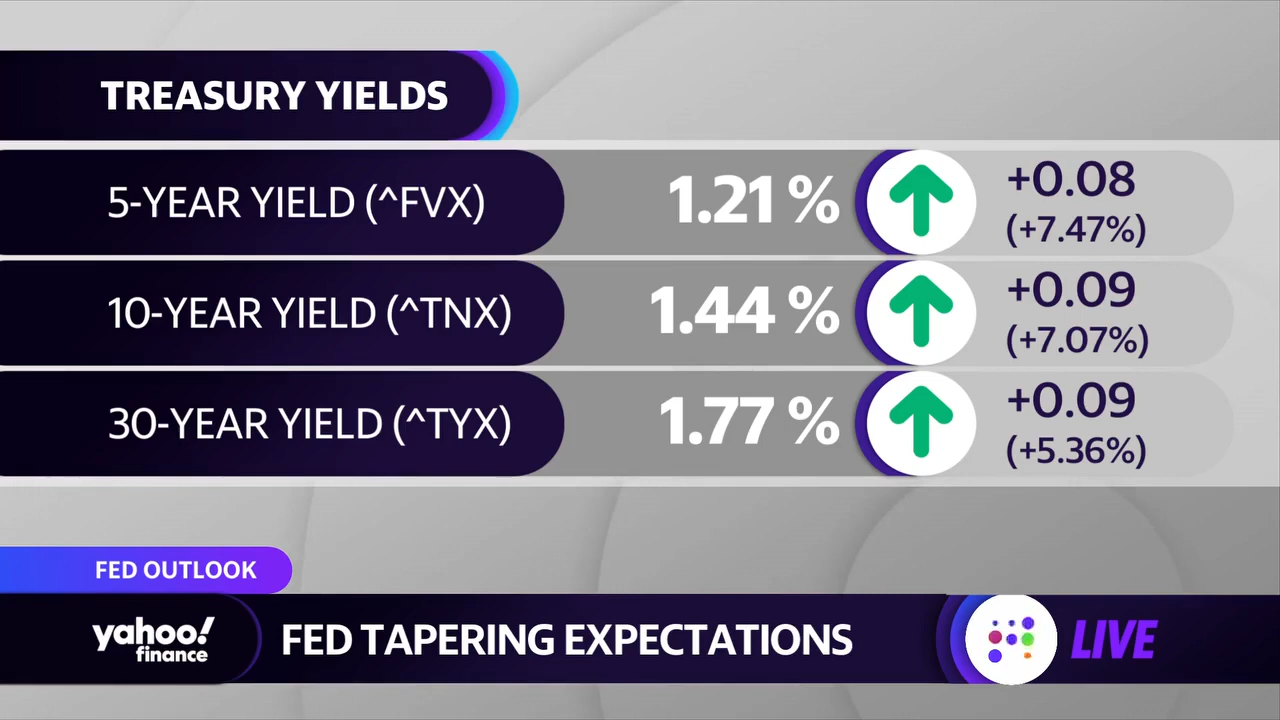 TREASURY YIELDS
5-YEAR YIELD (^FVX) 1.21 % +0.08
(+7.47%)
10-YEAR YIELD (^TNX) 1.44 % +0.09
(+7.07%)
30-YEAR YIELD (^TYX) 1.77 % +0.09
(+5.36%)
FED OUTLOOK
yahoo!
finance
FED TAPERING EXPECTATIONS
LIVE